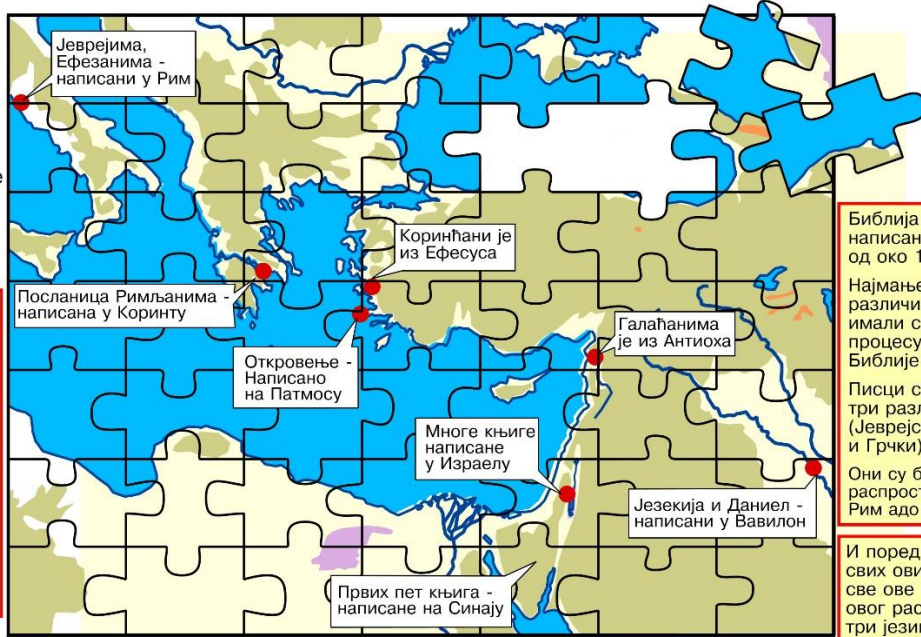 Јеврејима,
Ефезанима -
написани у Рим
Коринћани је
из Ефесуса
Посланица Римљанима -
написана у Коринту
Галаћанима
је из Антиоха
Откровење -
Написано
на Патмосу
Многе књиге
написане
у Израелу
Језекија и Даниел -
написани у Вавилон
Првих пет књига -
написане на Синају
Библија
написан
од око 1
Најмање
различи
имали с
процесу
Библије
Писци с
три разл
(Јеврејс
и Грчки)
Они су б
распрост
Рим адо
И поред
свих ови
све ове
овог рас
три језик